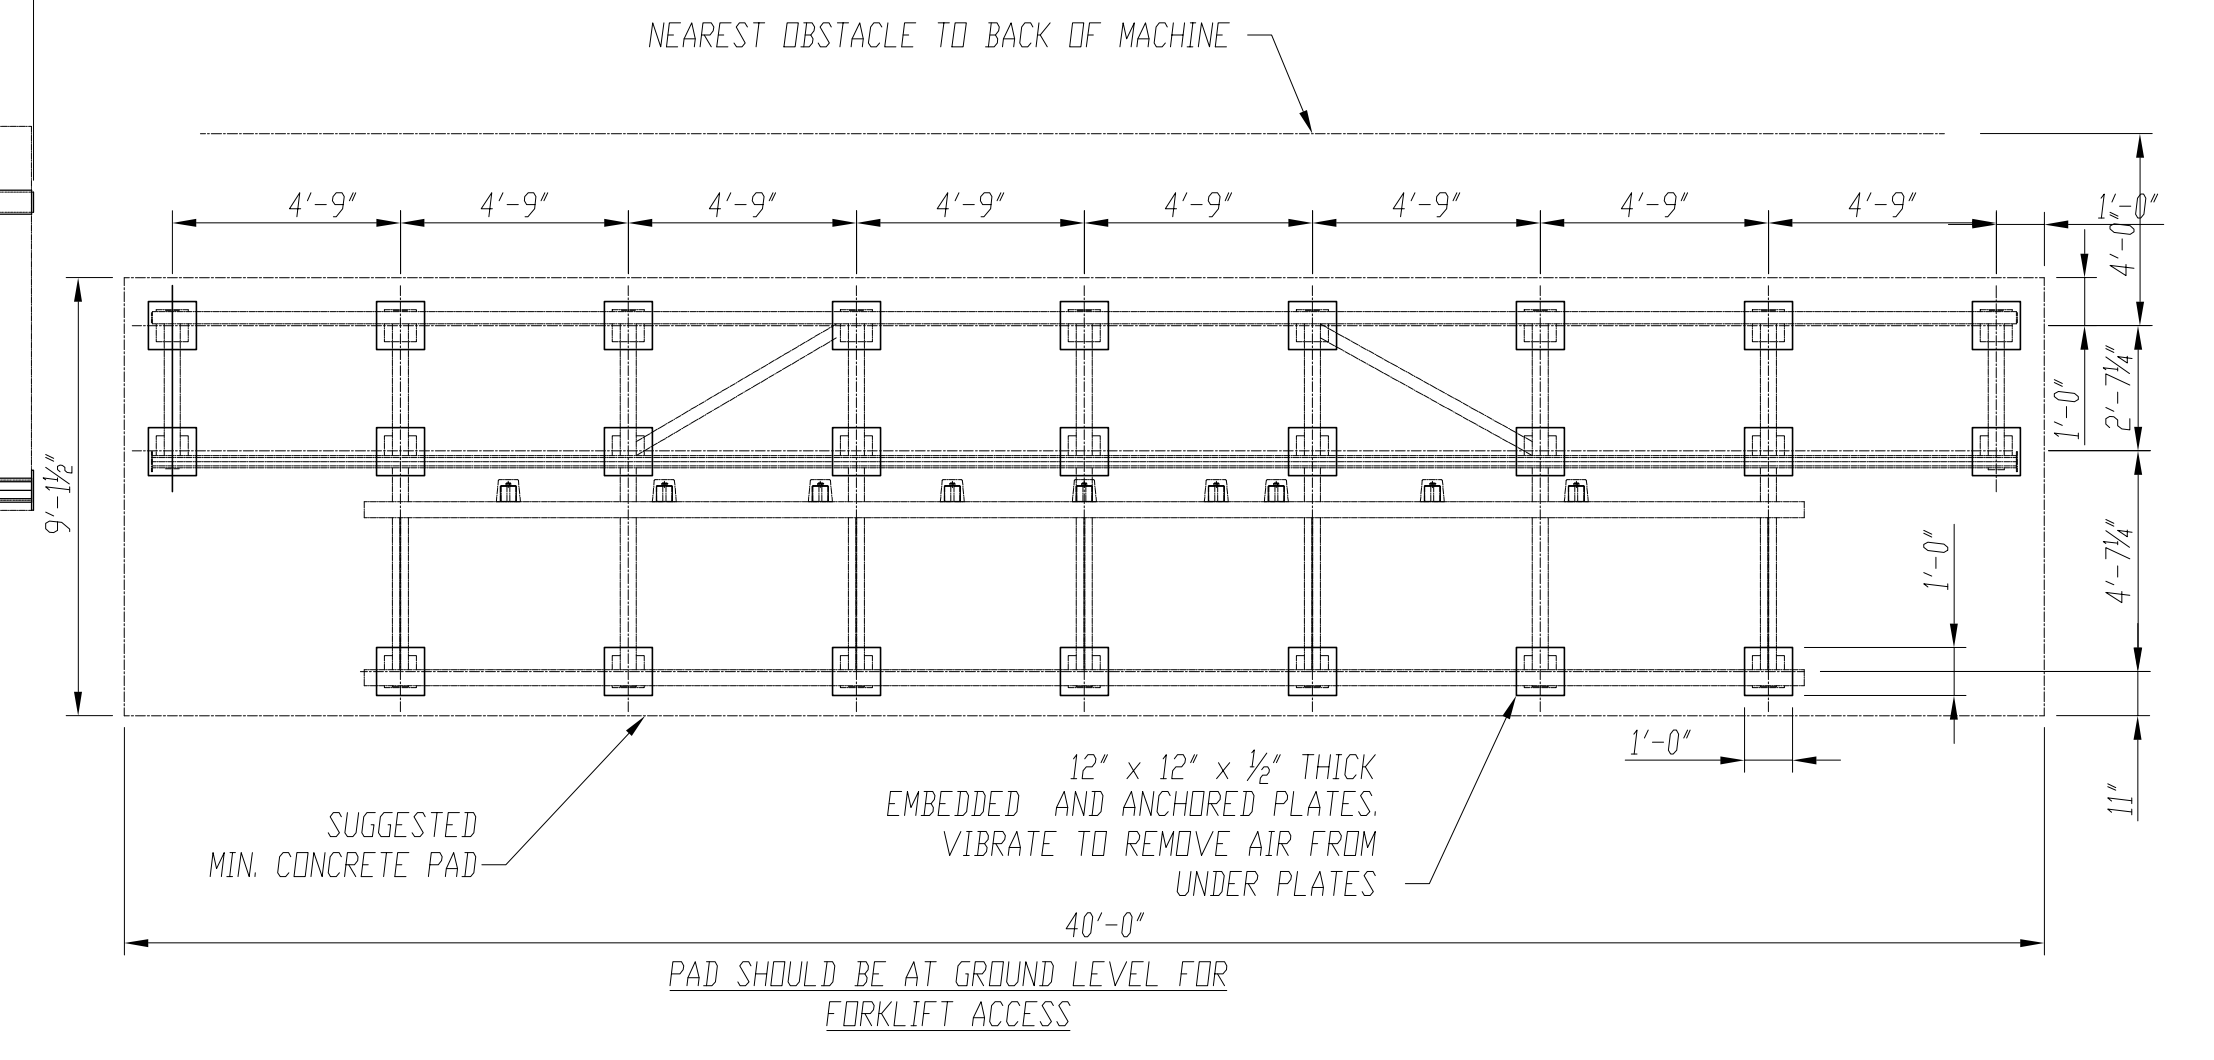 NEAREST OBSTACLE TO BACK OF MACHINE
4'-9" 4'-9" 4'-9" 4'-9" 4'-9" 4'-9" 4'-9" 4'-9" 1'-0"
4'-0"
1'-0"
2'-7¼"
9'-1½"
4'-7¼"
1'-0"
1'-0"
11"
12" x 12" x ½" THICK
EMBEDDED AND ANCHORED PLATES.
VIBRATE TO REMOVE AIR FROM
UNDER PLATES
SUGGESTED
MIN. CONCRETE PAD
40'-0"
PAD SHOULD BE AT GROUND LEVEL FOR
FORKLIFT ACCESS